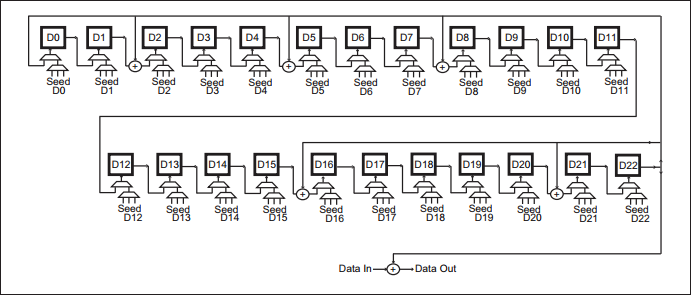 D0 D1 D2 D3 D4 D5 D6 D7 D8 D9 D10 D11
+ + +
Seed Seed Seed Seed Seed Seed Seed Seed Seed Seed Seed Seed
D0 D1 D2 D3 D4 D5 D6 D7 D8 D9 D10 D11
D12 D13 D14 D15 D16 D17 D18 D19 D20 D21 D22
+ +
Seed Seed Seed Seed Seed Seed Seed Seed Seed Seed Seed
D12 D13 D14 D15 D16 D17 D18 D19 D20 D21 D22
Data In + Data Out